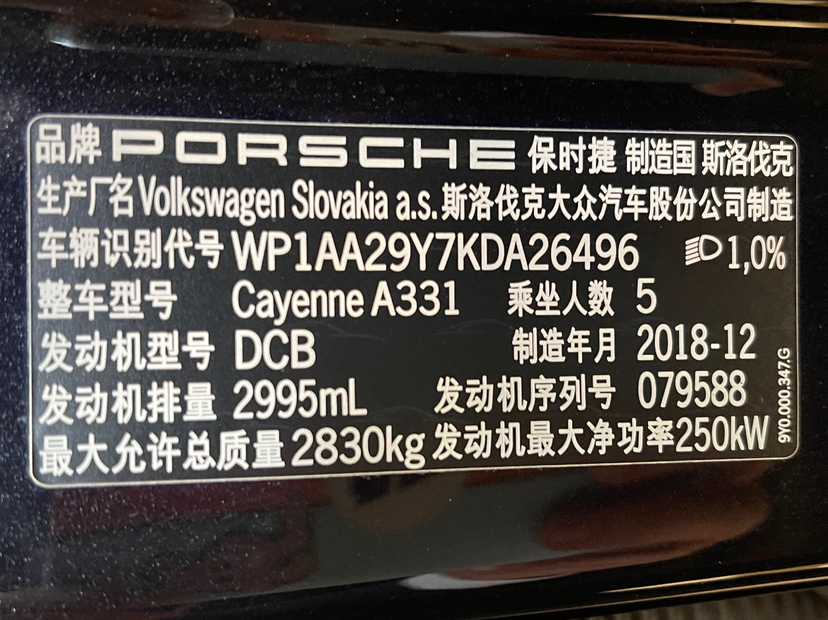 品牌 PORSCHE 保时捷 制造国 斯洛伐克
生产厂名 Volkswagen Slovakia a.s. 斯洛伐克大众汽车股份公司制造
车辆识别代号 WP1AA29Y7KDA26496 1,0%
整车型号 Cayenne A331 乘坐人数 5
发动机型号 DCB 制造年月 2018-12
发动机排量 2995mL 发动机序列号 079588
最大允许总质量 2830kg 发动机最大净功率 250kW
9Y0.000.347.G